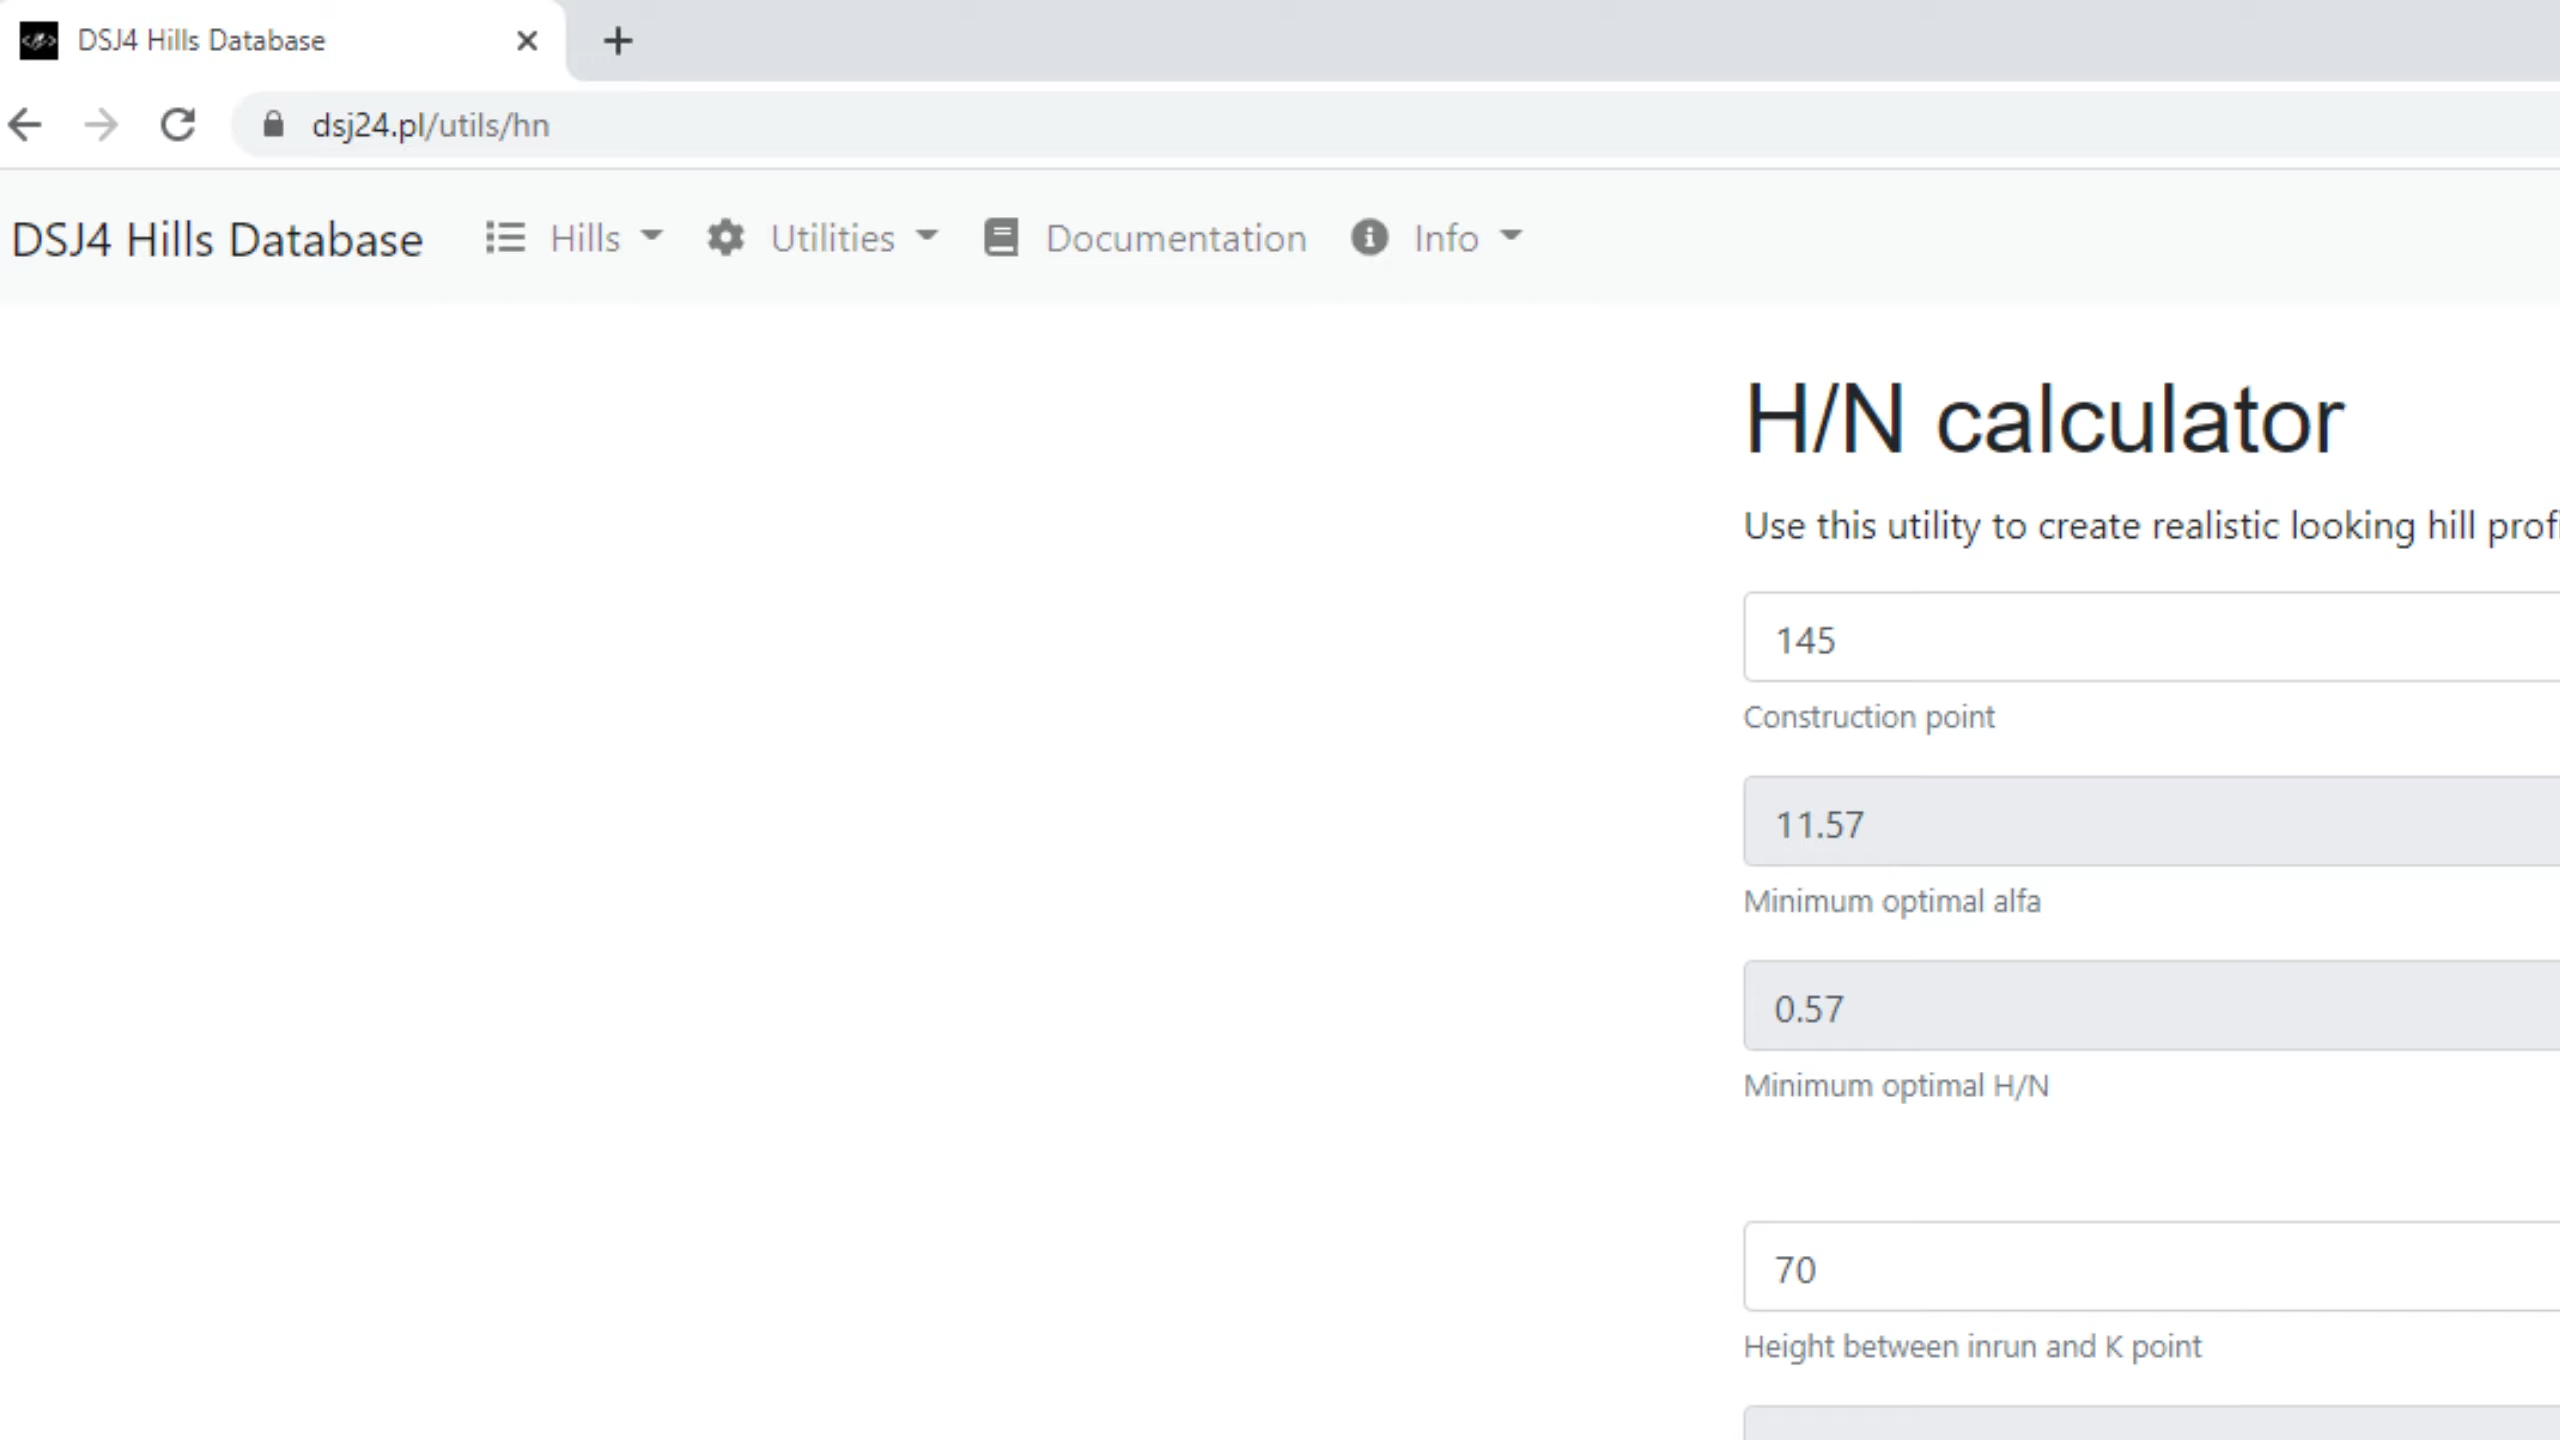 DSJ4 Hills Database
dsj24.pl/utils/hn
DSJ4 Hills Database Hills Utilities Documentation Info
H/N calculator
Use this utility to create realistic looking hill profi
145
Construction point
11.57
Minimum optimal alfa
0.57
Minimum optimal H/N
70
Height between inrun and K point